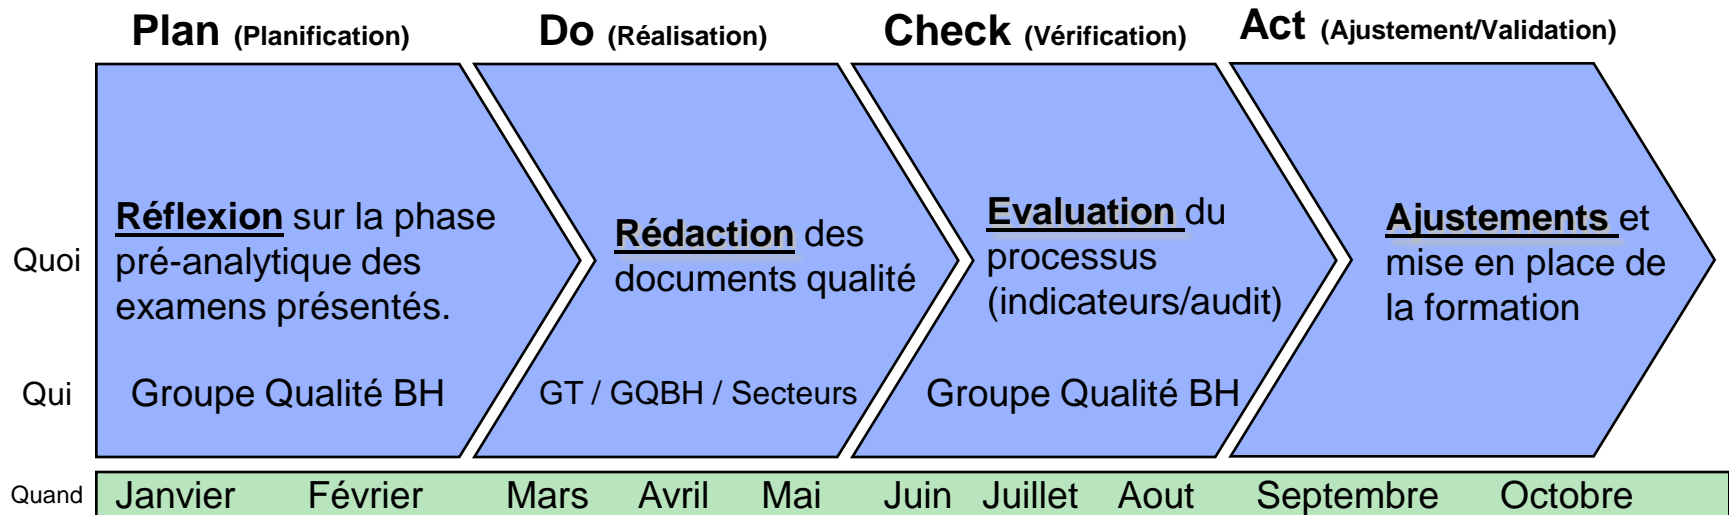 Plan (Planification)
Do (Réalisation)
Check (Vérification)
Act (Ajustement/Validation)
Quoi
Réflexion sur la phase
pré-analytique des
examens présentés.
Rédaction des
documents qualité
Evaluation du
processus
(indicateurs/audit)
Ajustements et
mise en place de
la formation
Qui
Groupe Qualité BH
GT / GQBH / Secteurs
Groupe Qualité BH
Quand
Janvier Février Mars Avril Mai Juin Juillet Aout Septembre Octobre